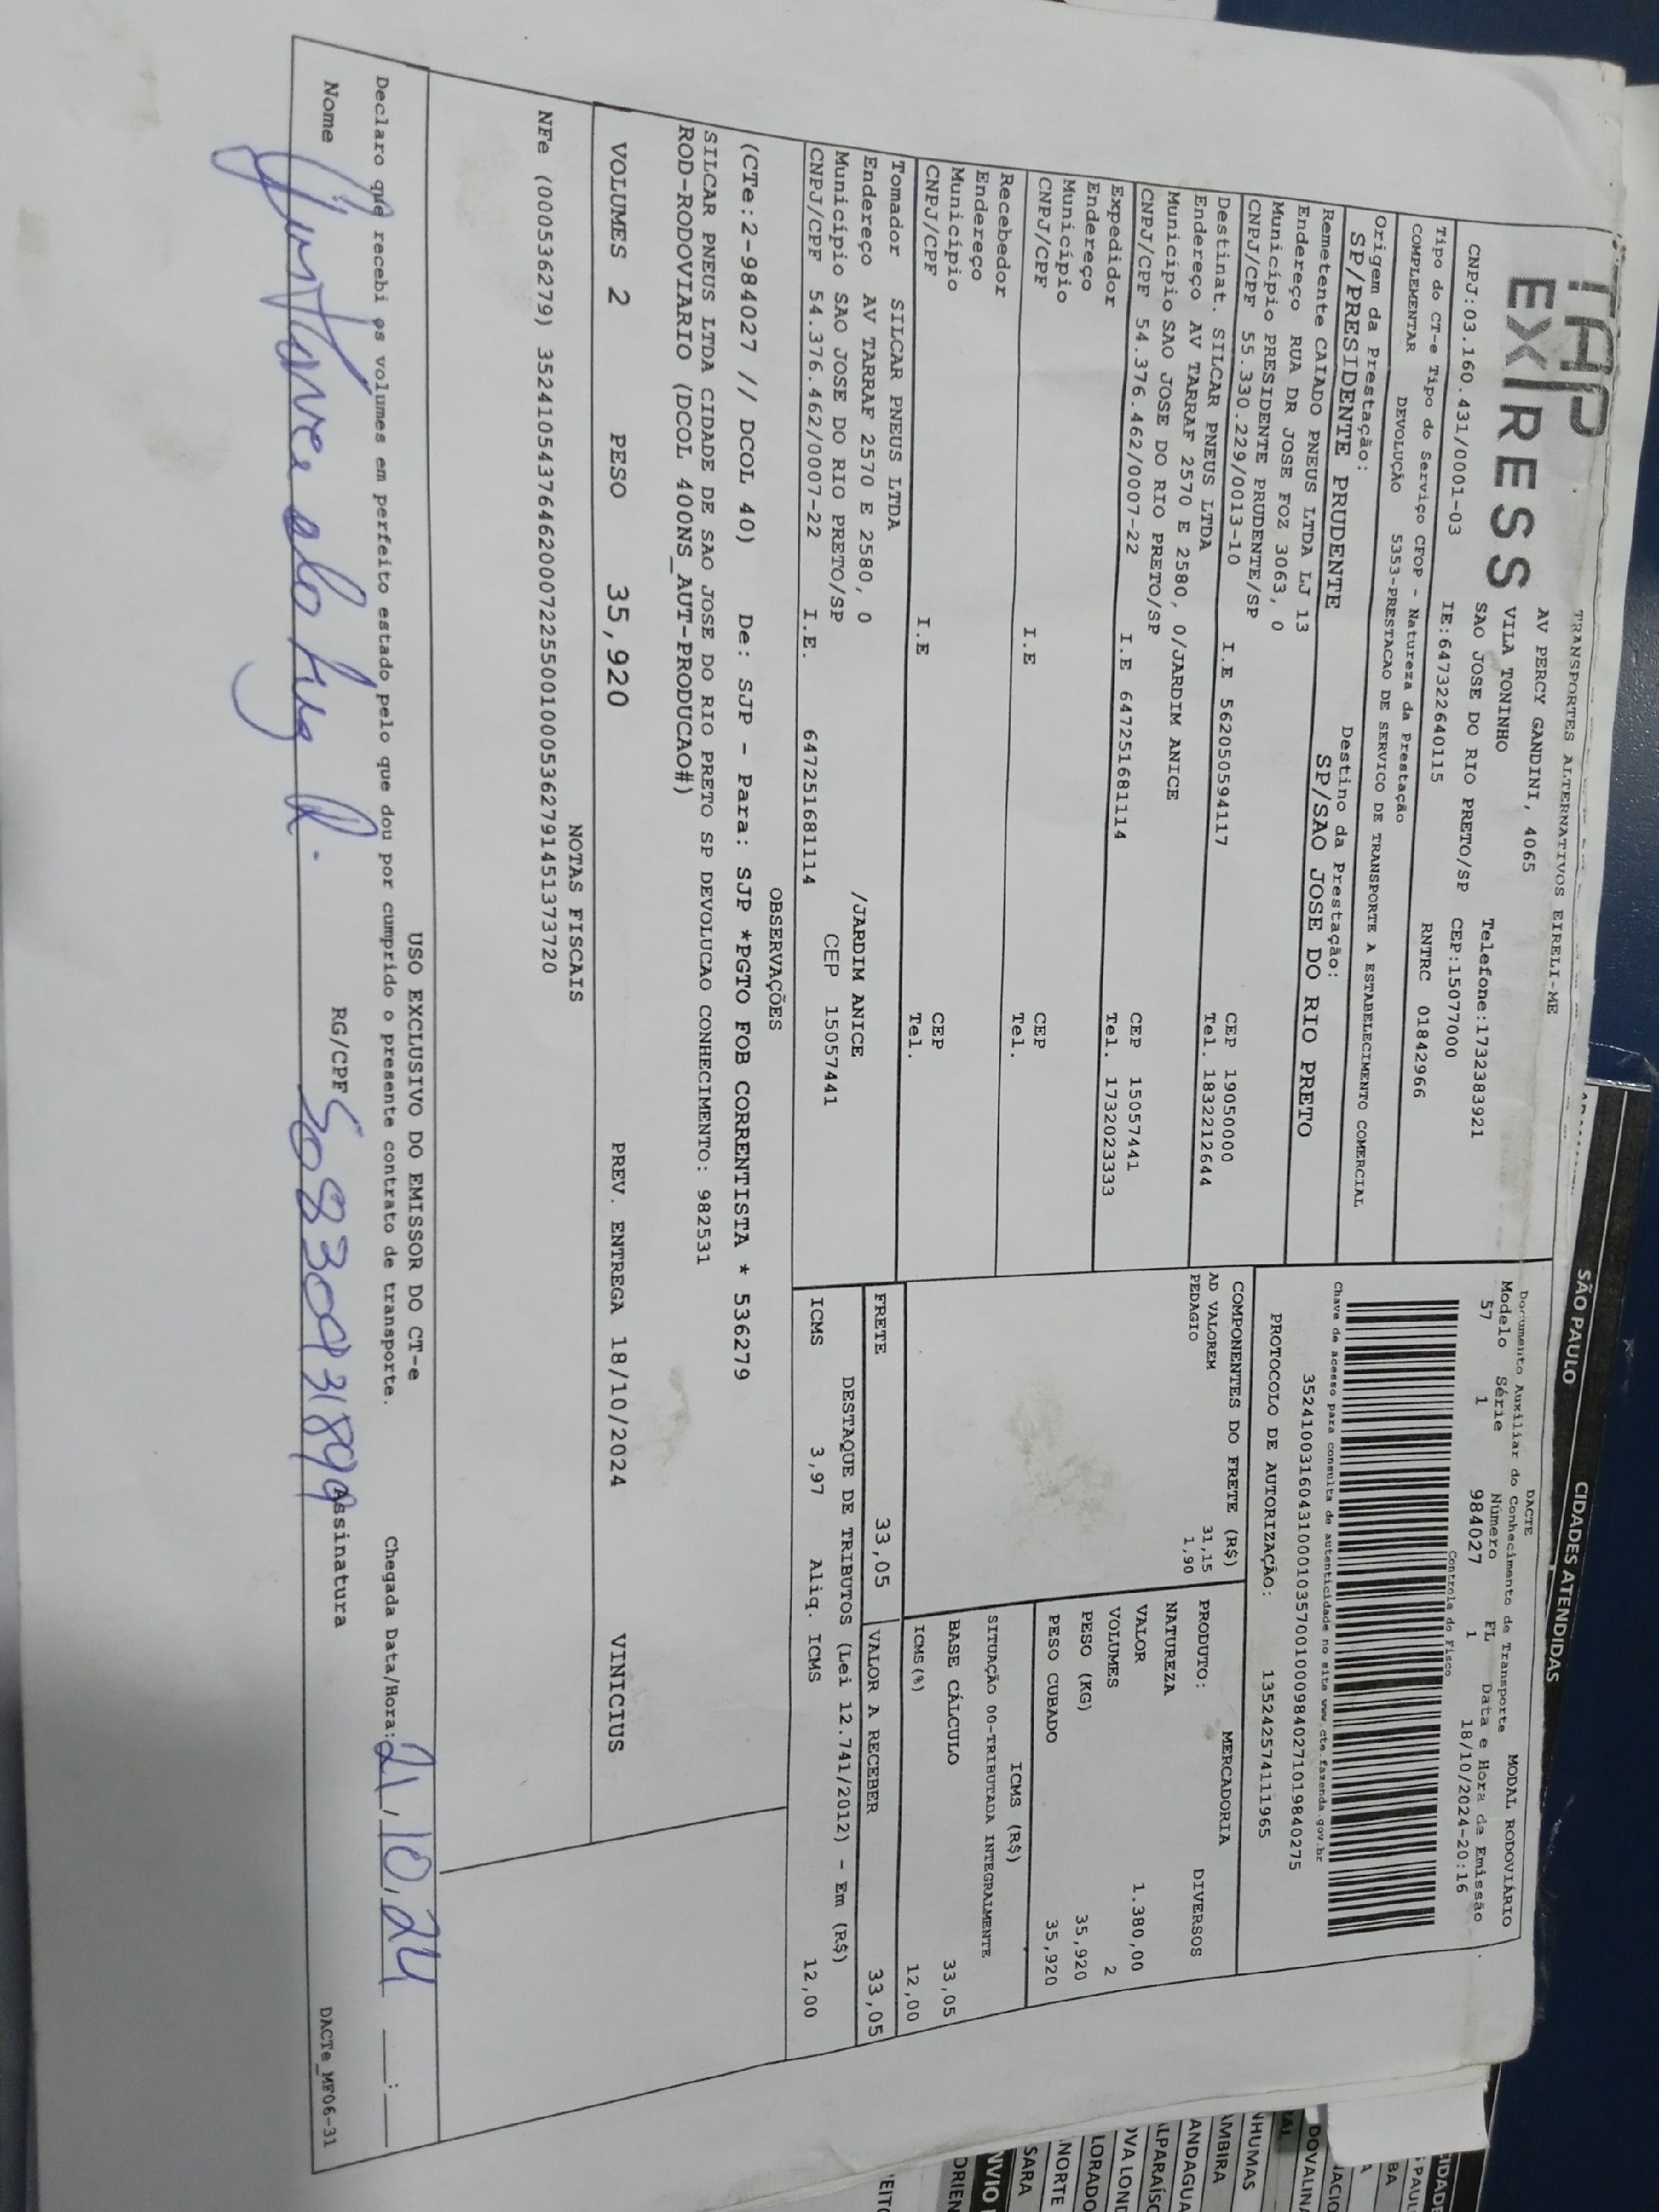 TAP
EX/RESS
TRANSPORTES ALTERNATIVOS EIRELI-ME
AV PERCY GANDINI, 4065
VILA TONINHO
SAO JOSE DO RIO PRETO/SP
Telefone:1732383921
CNPJ:03.160.431/0001-03 IE:647322640115 CEP:15077000
RNTRC 01842966
Tipo do CT-e Tipo do Serviço CFOP - Natureza da Prestação
COMPLEMENTAR DEVOLUÇÃO 5353-PRESTACAO DE SERVICO DE TRANSPORTE A ESTABELECIMENTO COMERCIAL
Origem da Prestação: Destino da Prestação:
SP/PRESIDENTE PRUDENTE SP/SAO JOSE DO RIO PRETO
Remetente CAIADO PNEUS LTDA LJ 13
Endereço RUA DR JOSE FOZ 3063, 0
Município PRESIDENTE PRUDENTE/SP CEP 19050000
CNPJ/CPF 55.330.229/0013-10 I.E 562050594117 Tel. 1832212644
Destinat. SILCAR PNEUS LTDA
Endereço AV TARRAF 2570 E 2580, 0/JARDIM ANICE
Município SAO JOSE DO RIO PRETO/SP CEP 15057441
CNPJ/CPF 54.376.462/0007-22 I.E 647251681114 Tel. 1732023333
Expedidor
Endereço
Município CEP
CNPJ/CPF I.E Tel.
Recebedor
Endereço
Município CEP
CNPJ/CPF I.E Tel.
Tomador SILCAR PNEUS LTDA
Endereço AV TARRAF 2570 E 2580, 0 /JARDIM ANICE
Município SAO JOSE DO RIO PRETO/SP CEP 15057441
CNPJ/CPF 54.376.462/0007-22 I.E. 647251681114
DACTE
Documento Auxiliar do Conhecimento de Transporte
MODAL RODOVIÁRIO
Modelo Série Número FL Data e Hora de Emissão
57 1 984027 1 18/10/2024-20:16
Controle do Fisco
Chave de acesso para consulta de autenticidade no site www.cte.fazenda.gov.br
35241003160431000103570010009840271019840275
PROTOCOLO DE AUTORIZAÇÃO: 135242574111965
COMPONENTES DO FRETE (R$)
AD VALOREM 31,15
PEDAGIO 1,90
MERCADORIA
PRODUTO: DIVERSOS
NATUREZA
VALOR 1.380,00
VOLUMES 2
PESO (KG) 35,920
PESO CUBADO 35,920
ICMS (R$)
SITUAÇÃO 00-TRIBUTADA INTEGRALMENTE
BASE CÁLCULO 33,05
ICMS(%) 12,00
FRETE 33,05 VALOR A RECEBER 33,05
DESTAQUE DE TRIBUTOS (Lei 12.741/2012) - Em (R$)
ICMS 3,97 Aliq. ICMS 12,00
OBSERVAÇÕES
(CTe:2-984027 // DCOL 40) De: SJP - Para: SJP *PGTO FOB CORRENTISTA * 536279
SILCAR PNEUS LTDA CIDADE DE SAO JOSE DO RIO PRETO SP DEVOLUCAO CONHECIMENTO: 982531
ROD-RODOVIARIO (DCOL 400NS_AUT-PRODUCAO#)
VOLUMES 2 PESO 35,920 PREV. ENTREGA 18/10/2024 VINICIUS
NOTAS FISCAIS
NFe (000536279) 35241054376462000722550010005362791451373720
USO EXCLUSIVO DO EMISSOR DO CT-e
Declaro que recebi os volumes em perfeito estado pelo que dou por cumprido o presente contrato de transporte. Chegada Data/Hora: 21,10,24 :
Nome RG/CPF Assinatura
DACTe_MF06-31
SÃO PAULO CIDADES ATENDIDAS